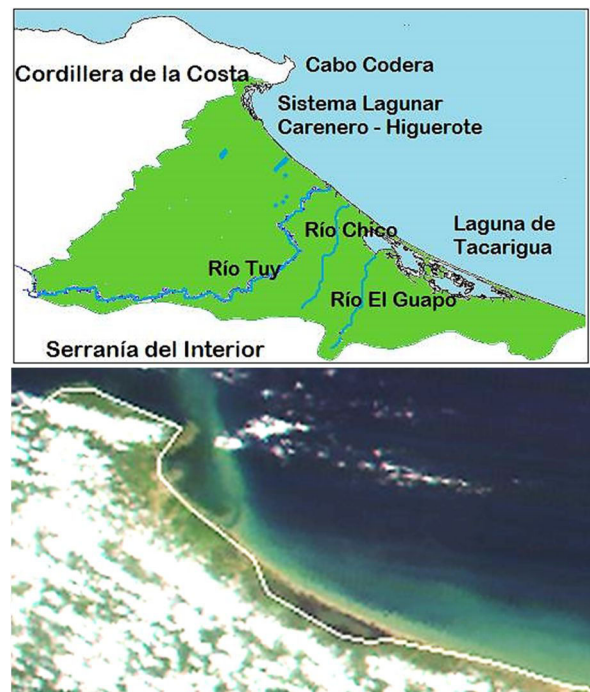 Cordillera de la Costa
Cabo Codera
Sistema Lagunar
Carenero - Higuerote
Laguna de
Tacarigua
Río Chico
Río Tuy
Río El Guapo
Serranía del Interior